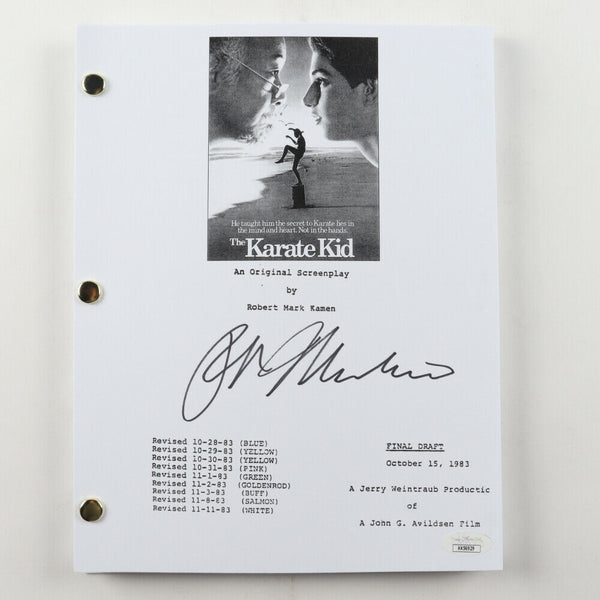 He taught him the secret to Karate lies in
the mind and heart. Not in the hands.
The Karate Kid
An Original Screenplay
by
Robert Mark Kamen
Revised 10-28-83 (BLUE)
Revised 10-29-83 (YELLOW)
Revised 10-30-83 (YELLOW)
Revised 10-31-83 (PINK)
Revised 11-1-83 (GREEN)
Revised 11-2-83 (GOLDENROD)
Revised 11-3-83 (BUFF)
Revised 11-8-83 (SALMON)
Revised 11-11-83 (WHITE)
FINAL DRAFT
October 15, 1983
A Jerry Weintraub Productic
of
A John G. Avildsen Film